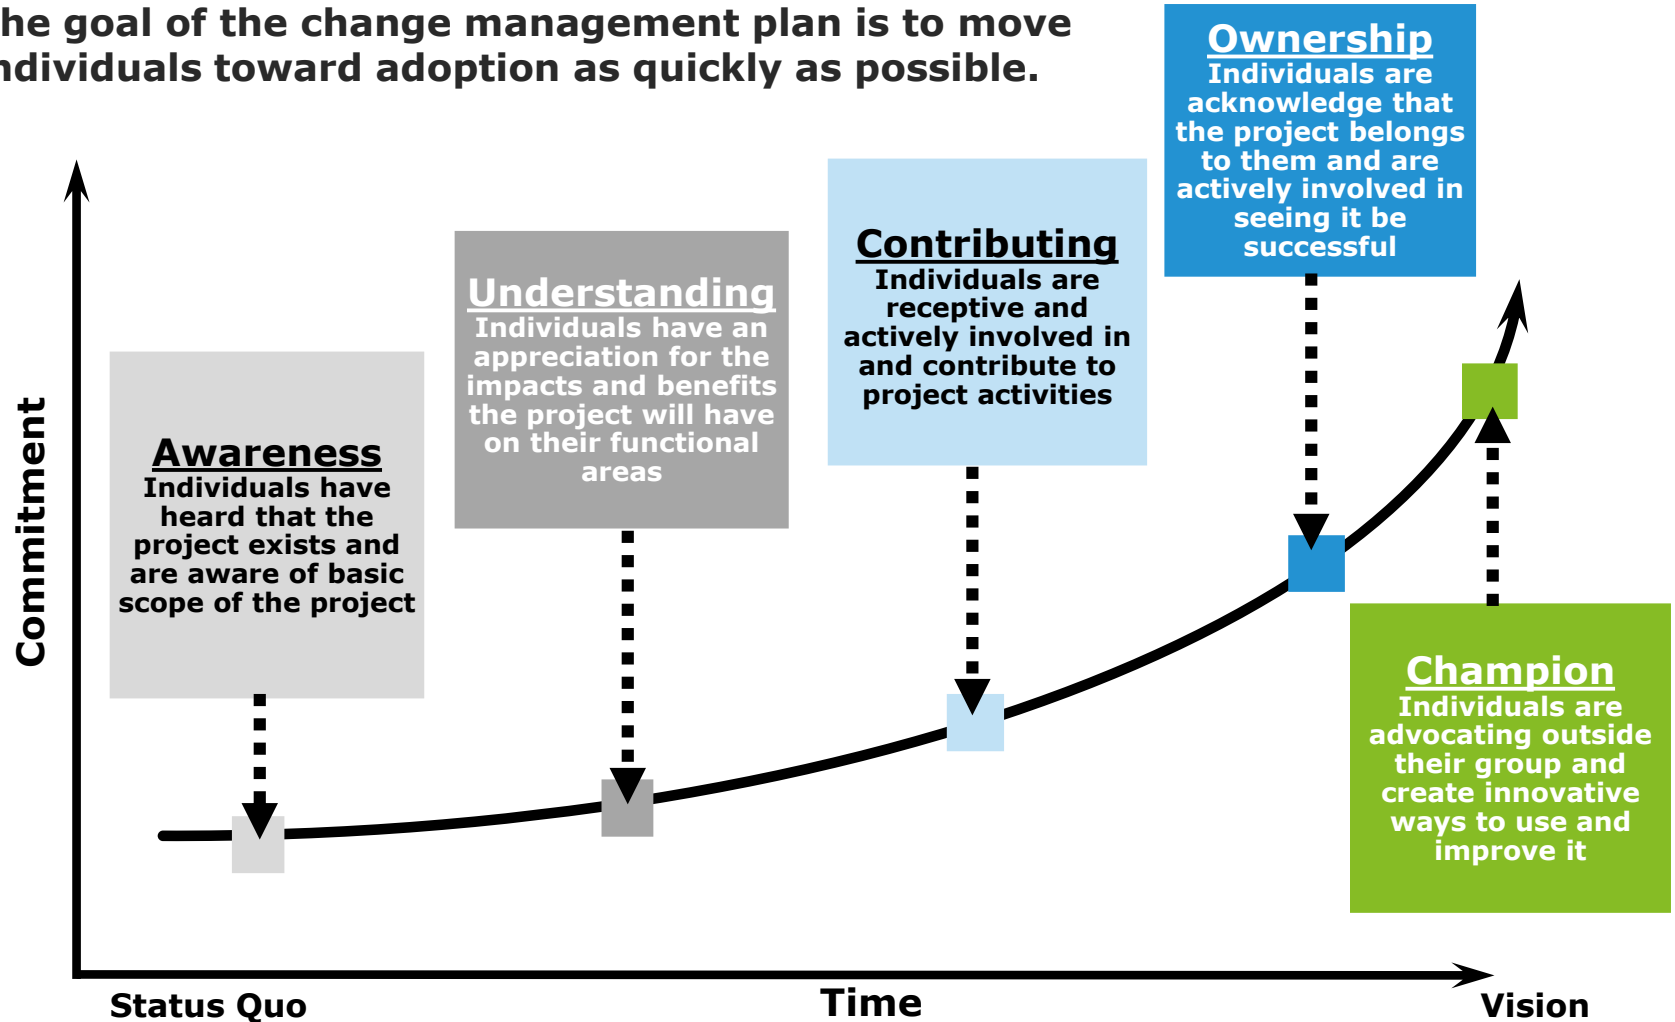 he goal of the change management plan is to move
ndividuals toward adoption as quickly as possible.
Ownership
Individuals are
acknowledge that
the project belongs
to them and are
actively involved in
seeing it be
successful
Contributing
Individuals are
receptive and
actively involved in
and contribute to
project activities
Understanding
Individuals have an
appreciation for the
impacts and benefits
the project will have
on their functional
areas
Awareness
Individuals have
heard that the
project exists and
are aware of basic
scope of the project
Commitment
Champion
Individuals are
advocating outside
their group and
create innovative
ways to use and
improve it
Status Quo
Time
Vision